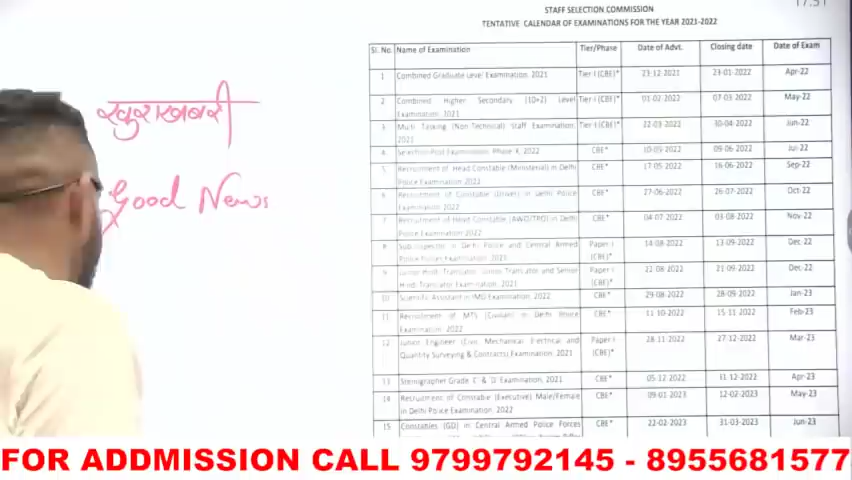 17:51
STAFF SELECTION COMMISSION
TENTATIVE CALENDAR OF EXAMINATIONS FOR THE YEAR 2021-2022
खुशखबरी
Good News
Sl. No. Name of Examination Tier/Phase Date of Advt. Closing date Date of Exam
1 Combined Graduate Level Examination, 2021 Tier-I (CBE)* 23-12-2021 23-01-2022 Apr-22
2 Combined Higher Secondary (10+2) Level Examination, 2021 Tier-I (CBE)* 01-02-2022 07-03-2022 May-22
3 Multi Tasking (Non-Technical) Staff Examination, 2021 Tier-I (CBE)* 22-03-2021 30-04-2022 Jun-22
4 Selection Post Examination, Phase-X, 2022 CBE* 10-05-2022 09-06-2022 Jul-22
5 Recruitment of Head Constable (Ministerial) in Delhi Police Examination 2022 CBE* 17-05-2022 16-06-2022 Sep-22
6 Recruitment of Constable (Driver) in Delhi Police Examination, 2022 CBE* 27-06-2022 26-07-2022 Oct-22
7 Recruitment of Head Constable (AWO/TPO) in Delhi Police Examination, 2022 CBE* 04-07-2022 03-08-2022 Nov-22
8 Sub-Inspector in Delhi Police and Central Armed Police Forces Examination, 2021 Paper-I (CBE)* 14-08-2022 13-09-2022 Dec-22
9 Junior Hindi Translator, Junior Translator and Senior Hindi Translator Examination, 2021 Paper-I (CBE)* 22-08-2022 21-09-2022 Dec-22
10 Scientific Assistant in IMD Examination, 2022 CBE* 29-08-2022 28-09-2022 Jan-23
11 Recruitment of MTS (Civilian) in Delhi Police Examination, 2022 CBE* 11-10-2022 15-11-2022 Feb-23
12 Junior Engineer (Civil, Mechanical, Electrical and Quantity Surveying & Contracts) Examination, 2021 Paper-I (CBE)* 28-11-2022 27-12-2022 Mar-23
13 Stenographer Grade 'C' & 'D' Examination, 2021 CBE* 05-12-2022 31-12-2022 Apr-23
14 Recruitment of Constable (Executive) Male/Female in Delhi Police Examination, 2022 CBE* 09-01-2023 12-02-2023 May-23
15 Constables (GD) in Central Armed Police Forces CBE* 22-02-2023 31-03-2023 Jun-23
FOR ADDMISSION CALL 9799792145 - 8955681577